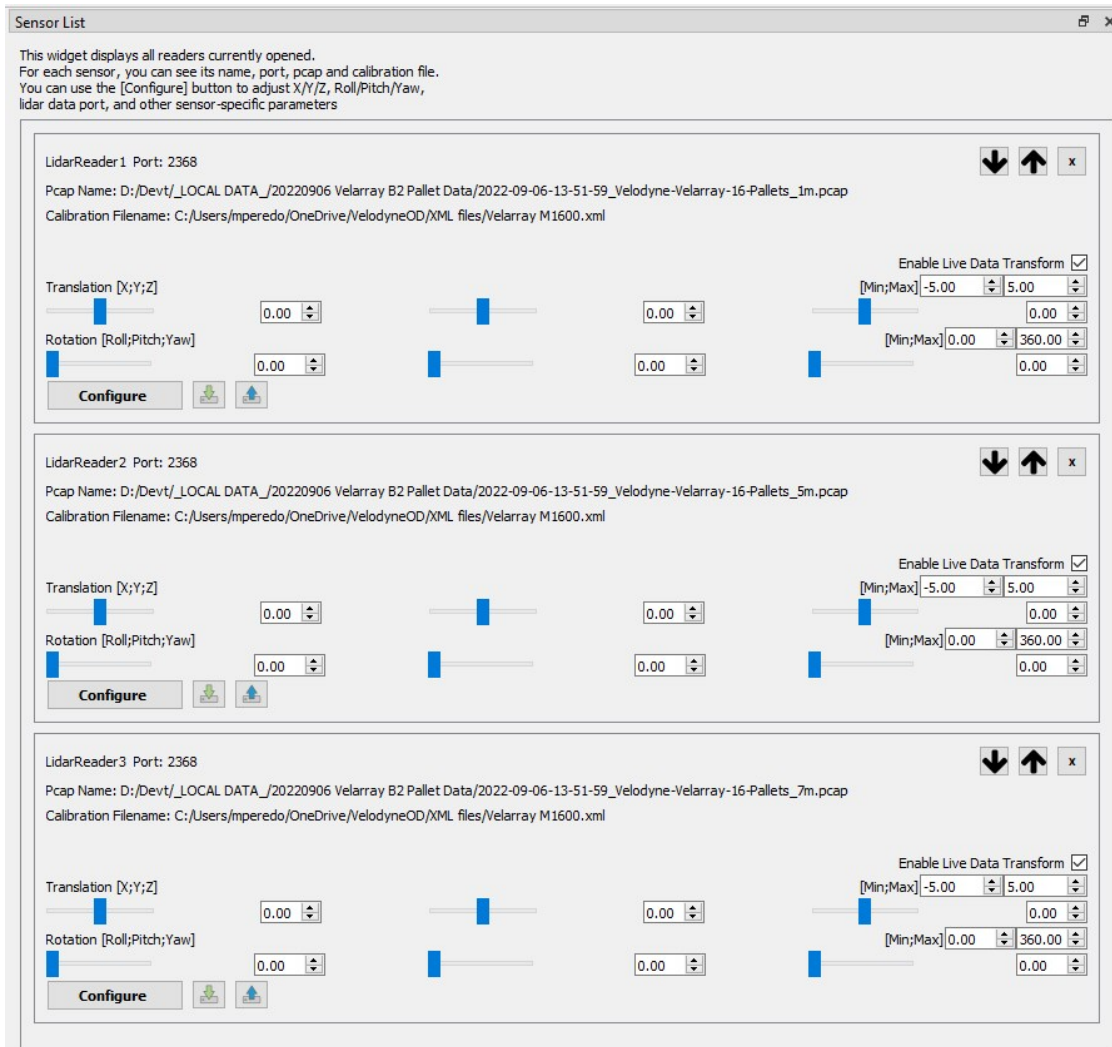 Sensor List
This widget displays all readers currently opened.
For each sensor, you can see its name, port, pcap and calibration file.
You can use the [Configure] button to adjust X/Y/Z, Roll/Pitch/Yaw,
lidar data port, and other sensor-specific parameters
LidarReader1 Port: 2368 x
Pcap Name: D:/Devt/_LOCAL DATA_/20220906 Velarray B2 Pallet Data/2022-09-06-13-51-59_Velodyne-Velarray-16-Pallets_1m.pcap
Calibration Filename: C:/Users/mperedo/OneDrive/VelodyneOD/XML files/Velarray M1600.xml
Enable Live Data Transform
Translation [X;Y;Z] [Min;Max] -5.00 5.00
0.00 0.00 0.00
Rotation [Roll;Pitch;Yaw] [Min;Max] 0.00 360.00
0.00 0.00 0.00
Configure
LidarReader2 Port: 2368 x
Pcap Name: D:/Devt/_LOCAL DATA_/20220906 Velarray B2 Pallet Data/2022-09-06-13-51-59_Velodyne-Velarray-16-Pallets_5m.pcap
Calibration Filename: C:/Users/mperedo/OneDrive/VelodyneOD/XML files/Velarray M1600.xml
Enable Live Data Transform
Translation [X;Y;Z] [Min;Max] -5.00 5.00
0.00 0.00 0.00
Rotation [Roll;Pitch;Yaw] [Min;Max] 0.00 360.00
0.00 0.00 0.00
Configure
LidarReader3 Port: 2368 x
Pcap Name: D:/Devt/_LOCAL DATA_/20220906 Velarray B2 Pallet Data/2022-09-06-13-51-59_Velodyne-Velarray-16-Pallets_7m.pcap
Calibration Filename: C:/Users/mperedo/OneDrive/VelodyneOD/XML files/Velarray M1600.xml
Enable Live Data Transform
Translation [X;Y;Z] [Min;Max] -5.00 5.00
0.00 0.00 0.00
Rotation [Roll;Pitch;Yaw] [Min;Max] 0.00 360.00
0.00 0.00 0.00
Configure